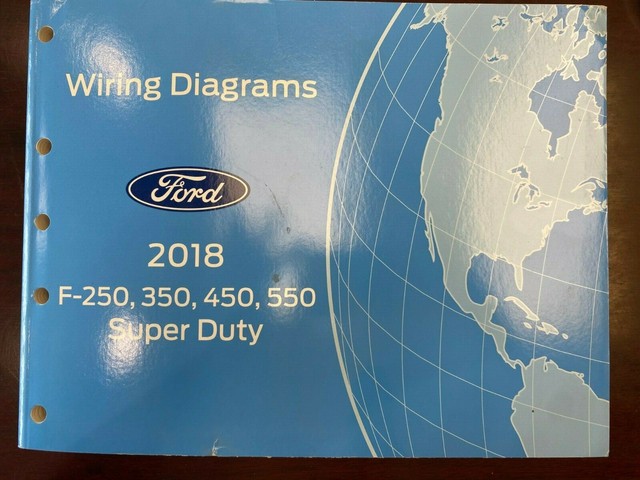 Wiring Diagrams
Ford
2018
F-250, 350, 450, 550
Super Duty